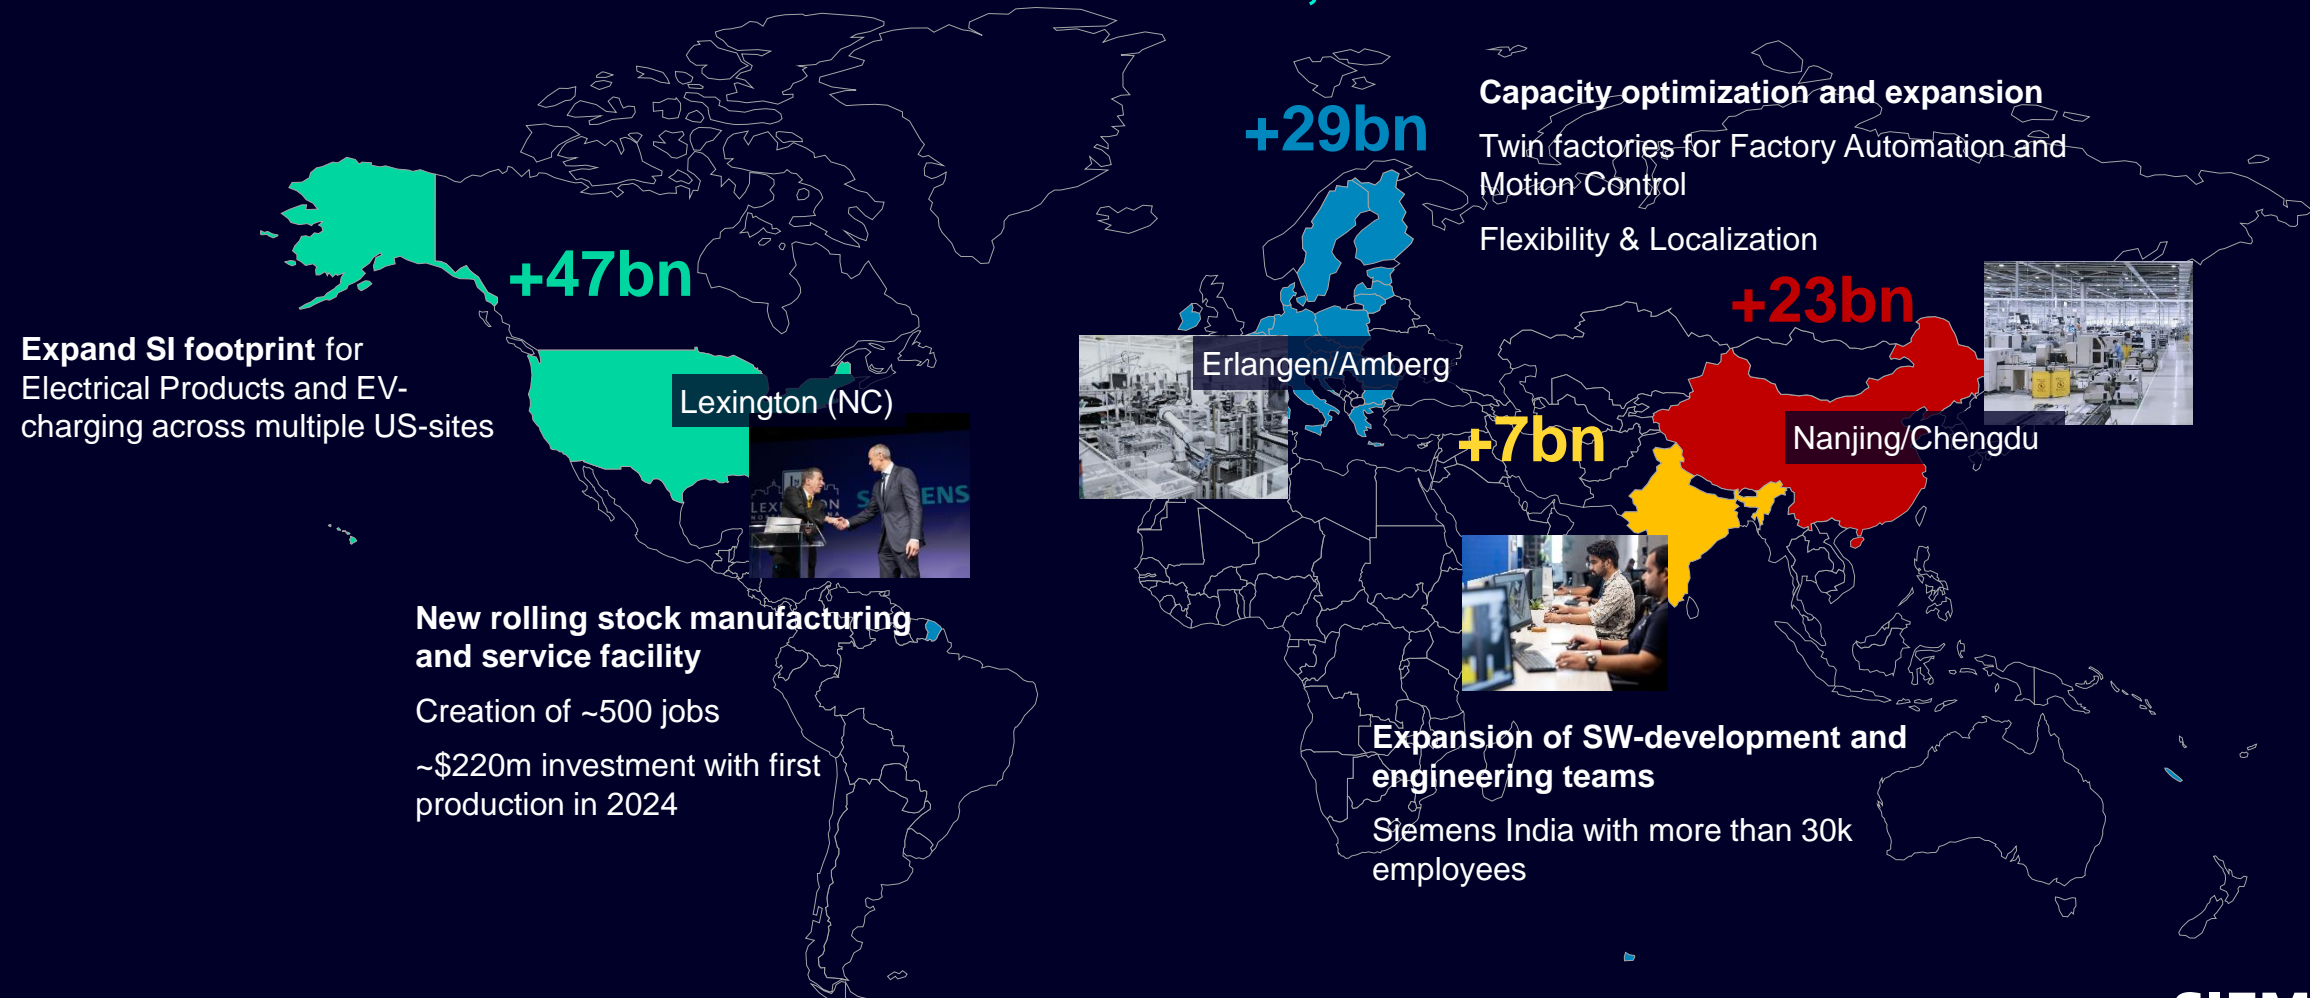 +29bn
Capacity optimization and expansion
Twin factories for Factory Automation and
Motion Control
Flexibility & Localization
+47bn
+23bn
Expand SI footprint for
Electrical Products and EV-
charging across multiple US-sites
Lexington (NC)
Erlangen/Amberg
+7bn
Nanjing/Chengdu
New rolling stock manufacturing
and service facility
Creation of ~500 jobs
~$220m investment with first
production in 2024
Expansion of SW-development and
engineering teams
Siemens India with more than 30k
employees